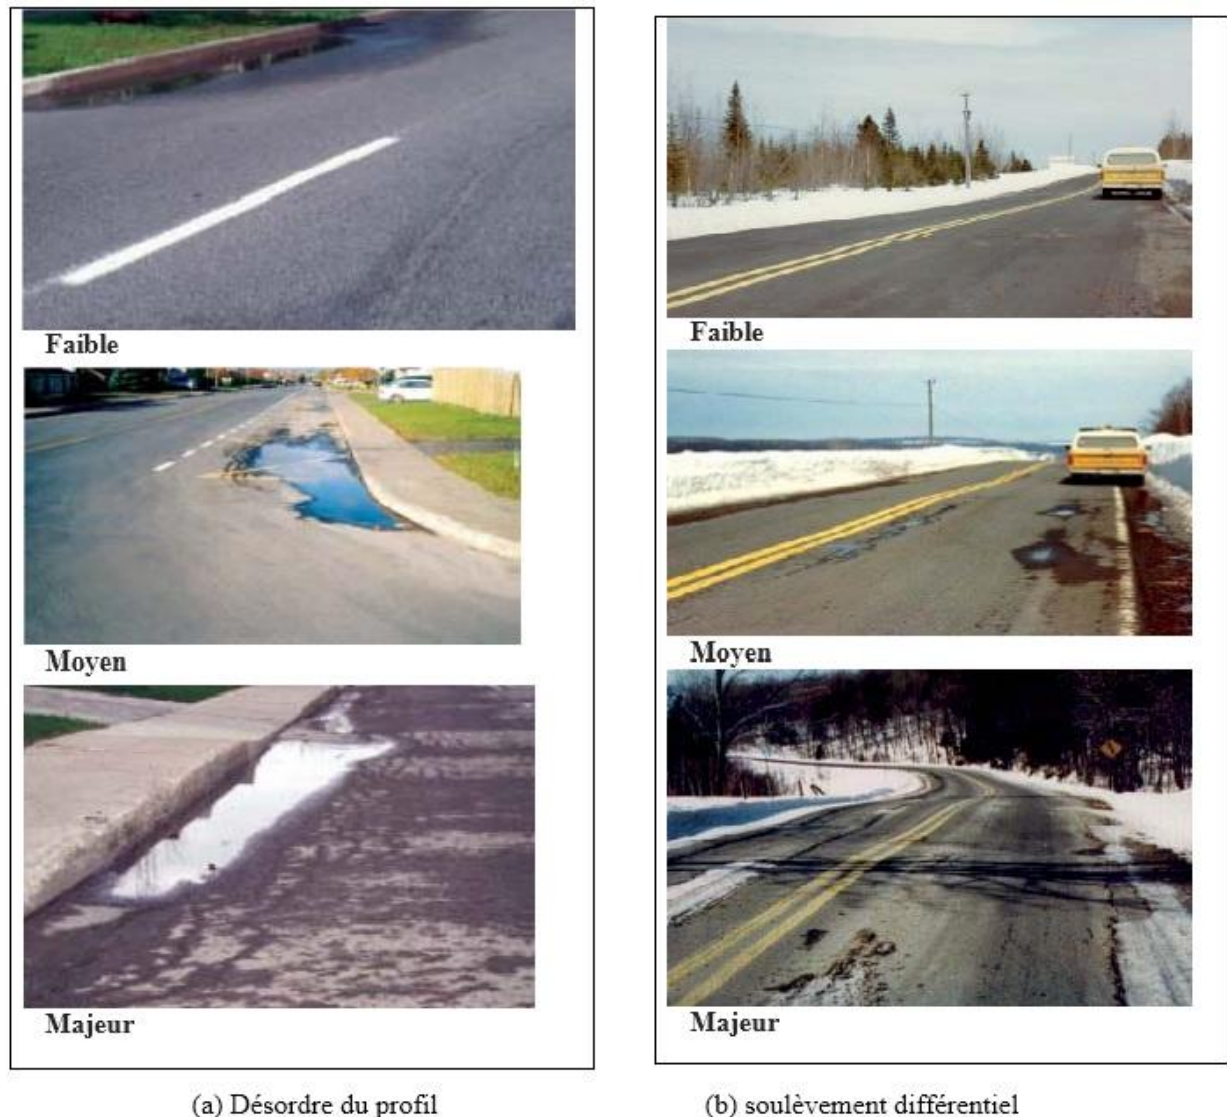 Faible
Moyen
Majeur
(a) Désordre du profil
Faible
Moyen
Majeur
(b) soulèvement différentiel